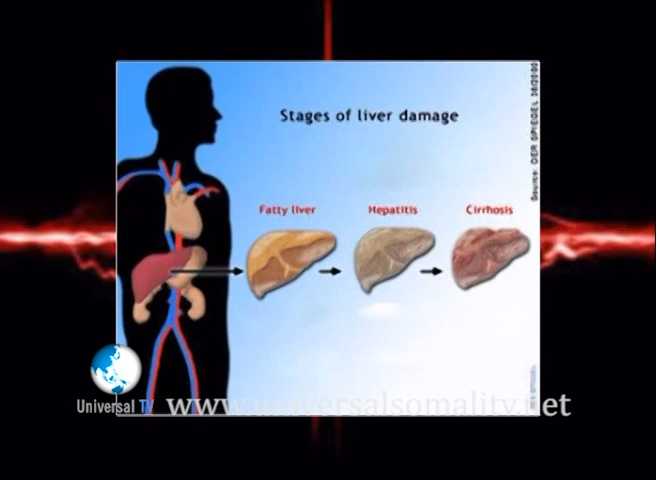 Stages of liver damage
Fatty liver
Hepatitis
Cirrhosis
Source: DER SPIEGEL
Universal TV
www.universalsomality.net